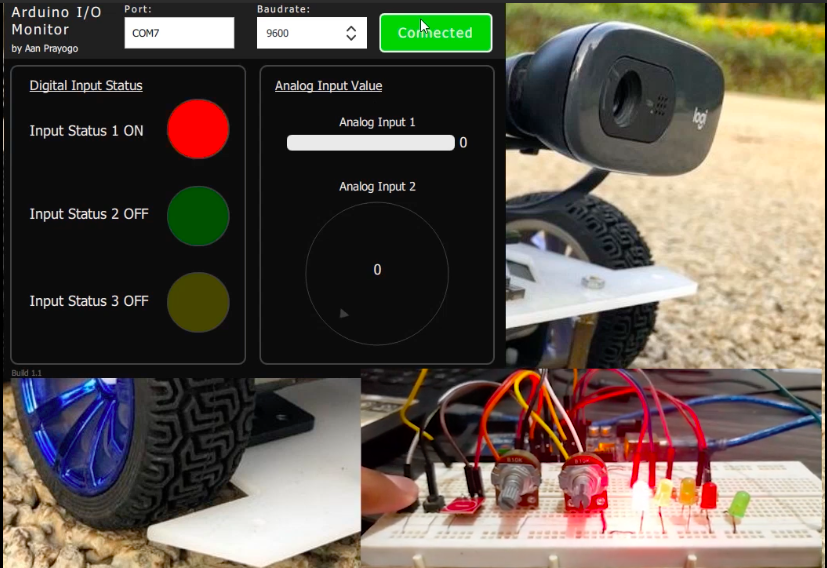 Arduino I/O
Monitor
by Aan Prayogo
Port:
COM7
Baudrate:
9600
Connected
Digital Input Status
Input Status 1 ON
Input Status 2 OFF
Input Status 3 OFF
Analog Input Value
Analog Input 1
0
Analog Input 2
0
Build 1.1
logi